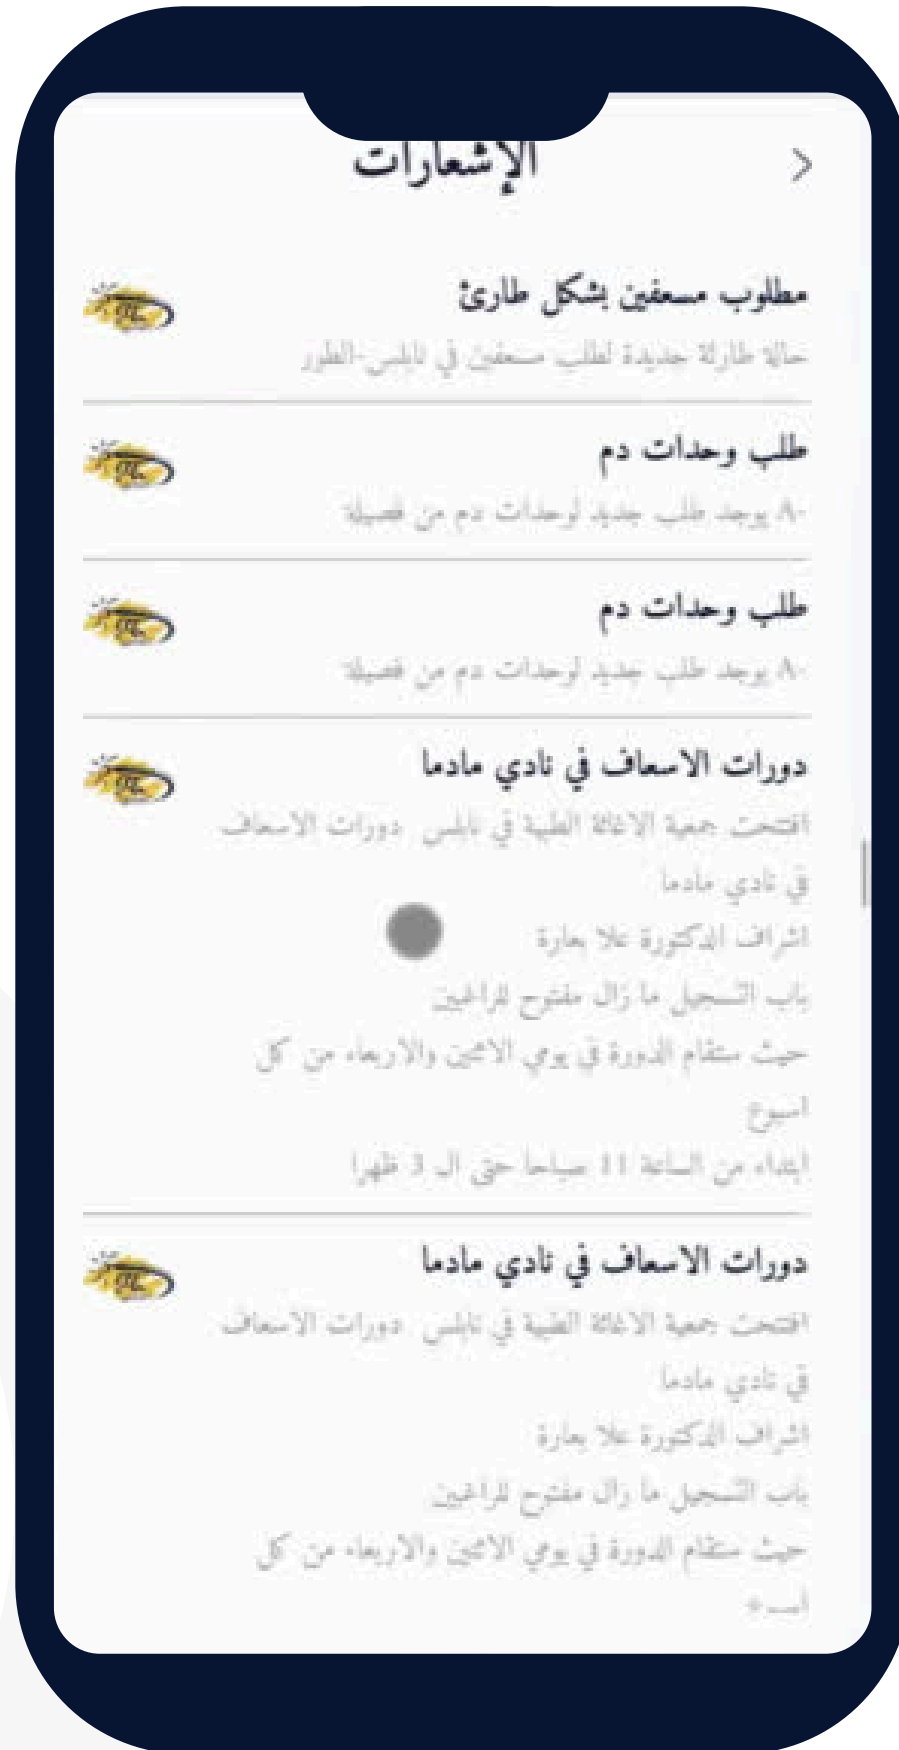 الإشعارات
مطلوب مسعفين بشكل طارئ
حالة طارئة جديدة لطلب مسعفين في نابلس-الطور
طلب وحدات دم
A- يوجد طلب جديد لوحدات دم من فصيلة
طلب وحدات دم
A- يوجد طلب جديد لوحدات دم من فصيلة
دورات الاسعاف في نادي مادما
افتتحت جمعية الاغاثة الطبية في نابلس دورات الاسعاف
في نادي مادما
اشراف الدكتورة علا بعارة
باب التسجيل ما زال مفتوح للراغبين
حيث ستقام الدورة في يومي الاثنين والاربعاء من كل
اسبوع
ابتداء من الساعة 11 صباحا حتى ال 3 ظهرا
دورات الاسعاف في نادي مادما
افتتحت جمعية الاغاثة الطبية في نابلس دورات الاسعاف
في نادي مادما
اشراف الدكتورة علا بعارة
باب التسجيل ما زال مفتوح للراغبين
حيث ستقام الدورة في يومي الاثنين والاربعاء من كل